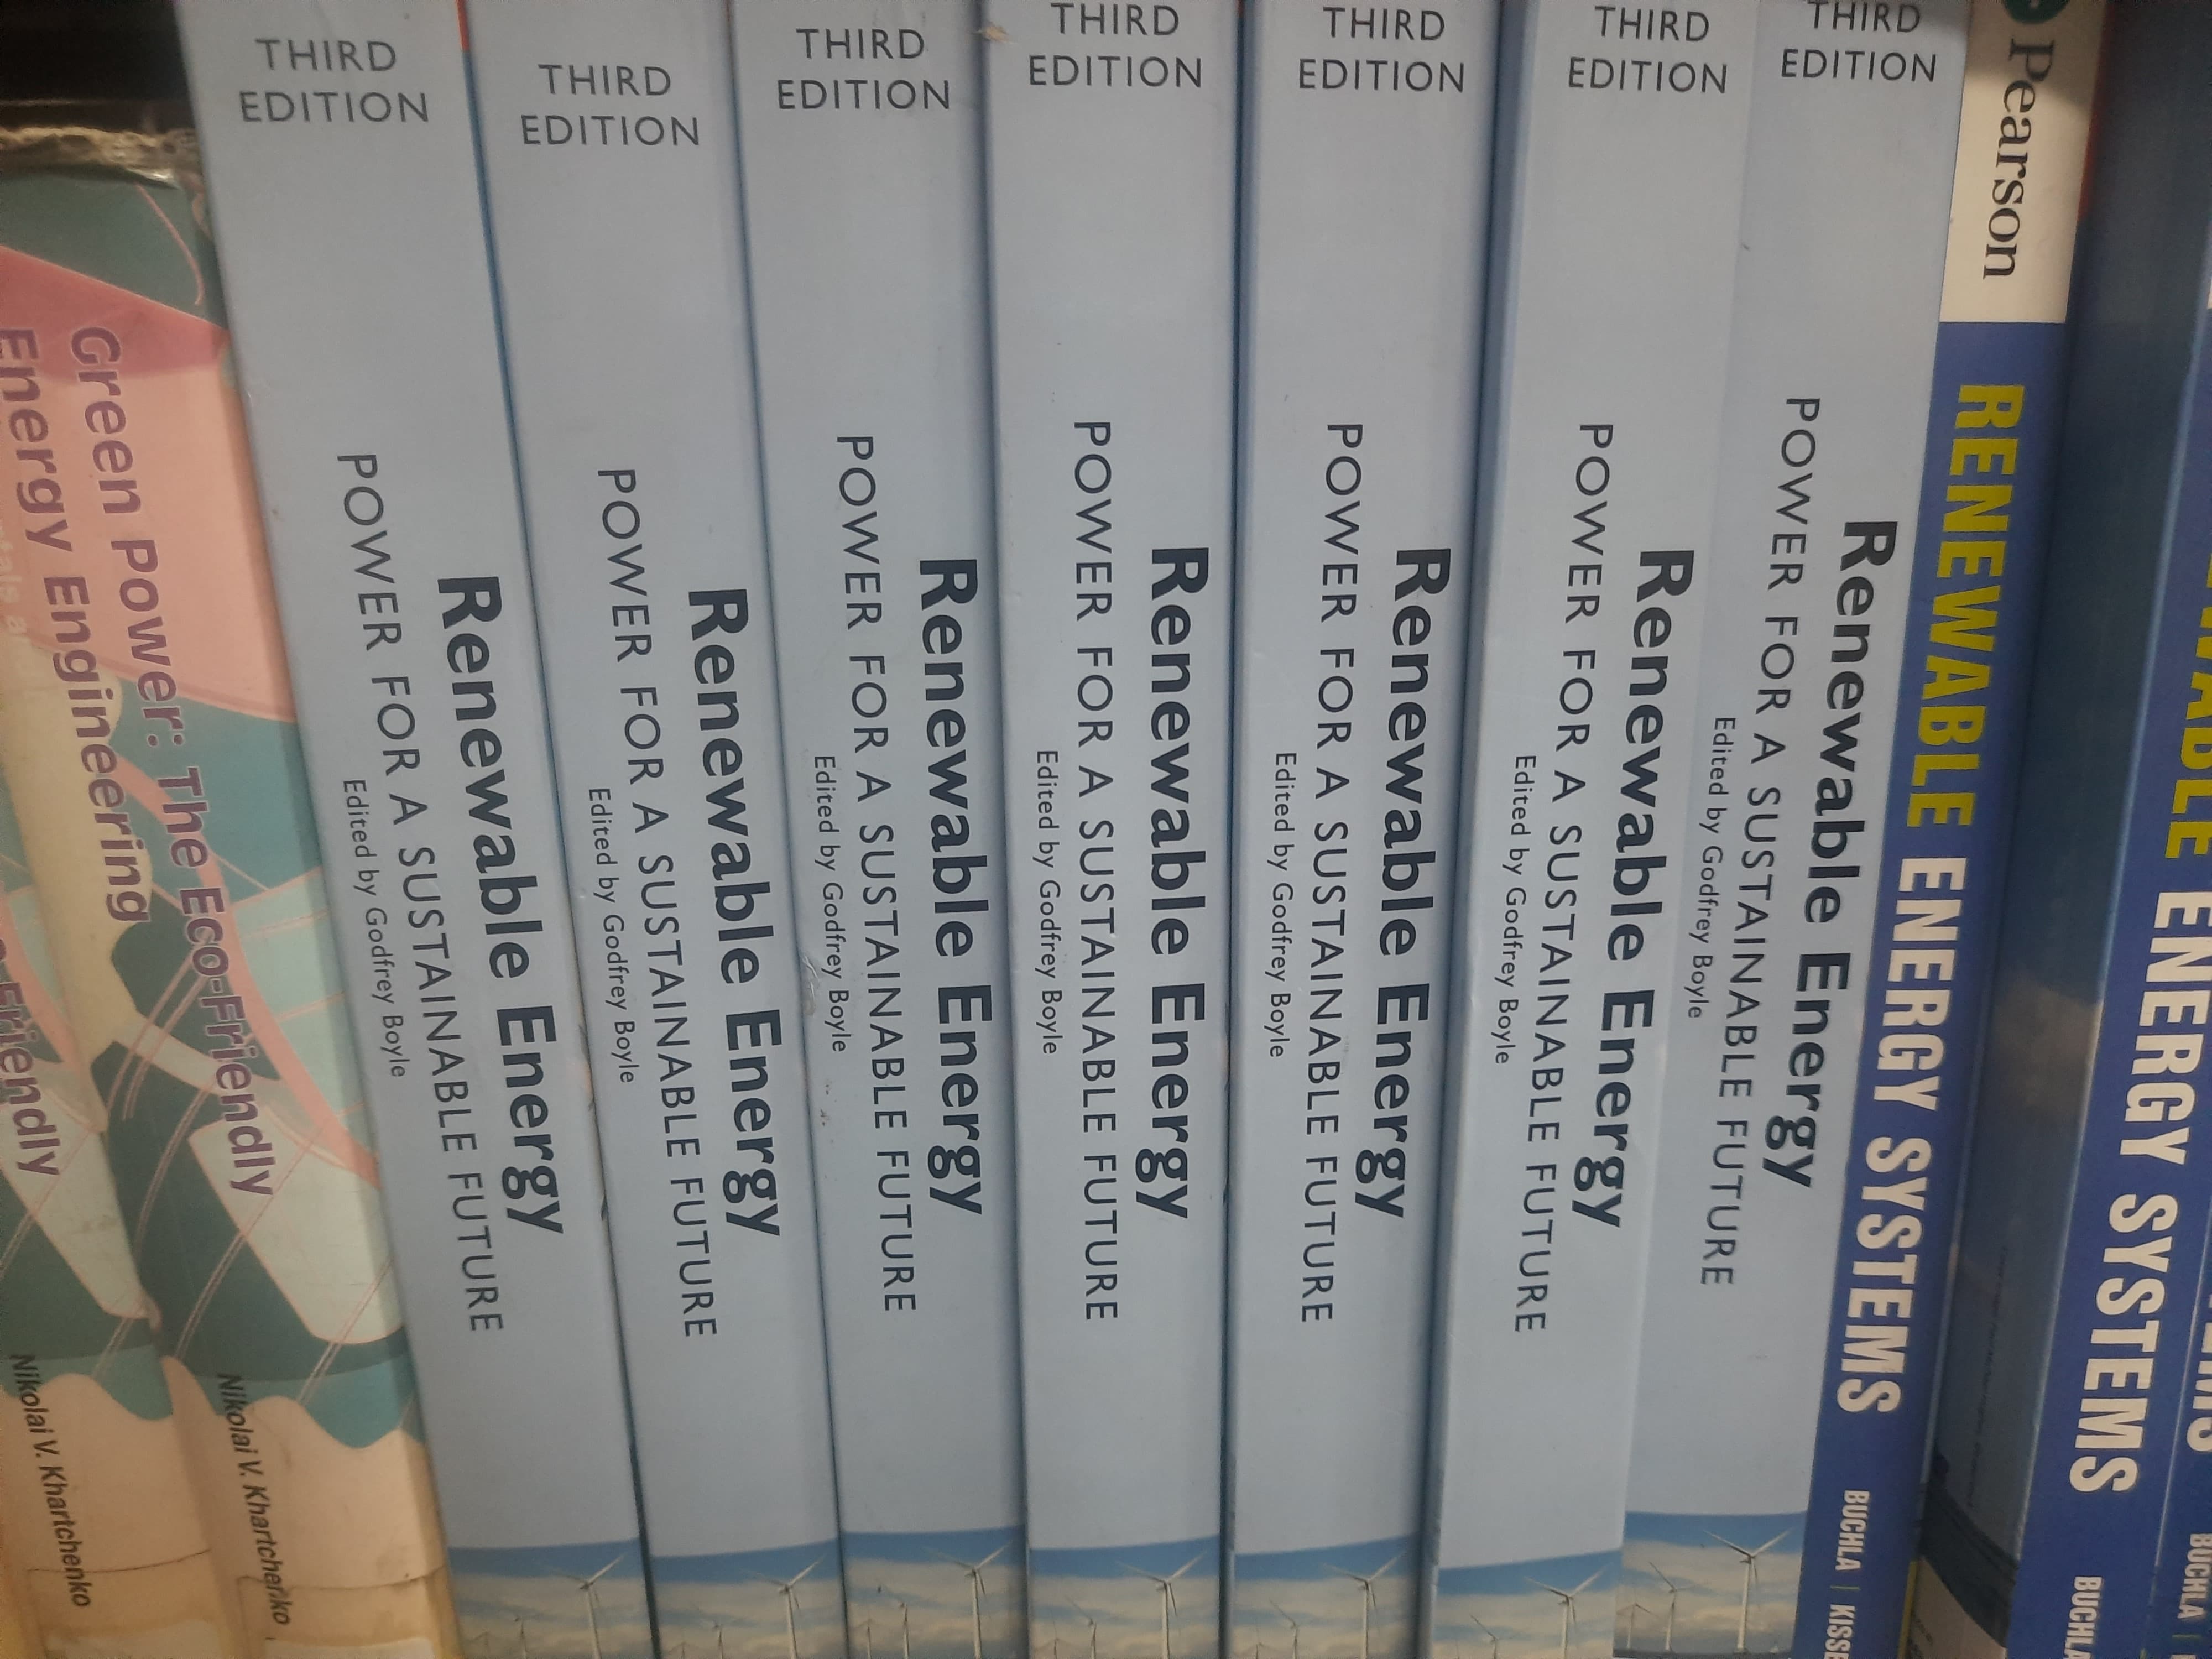 Green Power: The Eco-Friendly
Energy Engineering
Nikolai V. Khartchenko
Friendly
Nikolai V. Khartchenko
THIRD
EDITION
Renewable Energy
POWER FOR A SUSTAINABLE FUTURE
Edited by Godfrey Boyle
THIRD
EDITION
Renewable Energy
POWER FOR A SUSTAINABLE FUTURE
Edited by Godfrey Boyle
THIRD
EDITION
Renewable Energy
POWER FOR A SUSTAINABLE FUTURE
Edited by Godfrey Boyle
THIRD
EDITION
Renewable Energy
POWER FOR A SUSTAINABLE FUTURE
Edited by Godfrey Boyle
THIRD
EDITION
Renewable Energy
POWER FOR A SUSTAINABLE FUTURE
Edited by Godfrey Boyle
THIRD
EDITION
Renewable Energy
POWER FOR A SUSTAINABLE FUTURE
Edited by Godfrey Boyle
THIRD
EDITION
Renewable Energy
POWER FOR A SUSTAINABLE FUTURE
Edited by Godfrey Boyle
Pearson
RENEWABLE ENERGY SYSTEMS
BUCHLA | KISSE
ENERGY SYSTEMS
BUCHLA
BUCHLA |